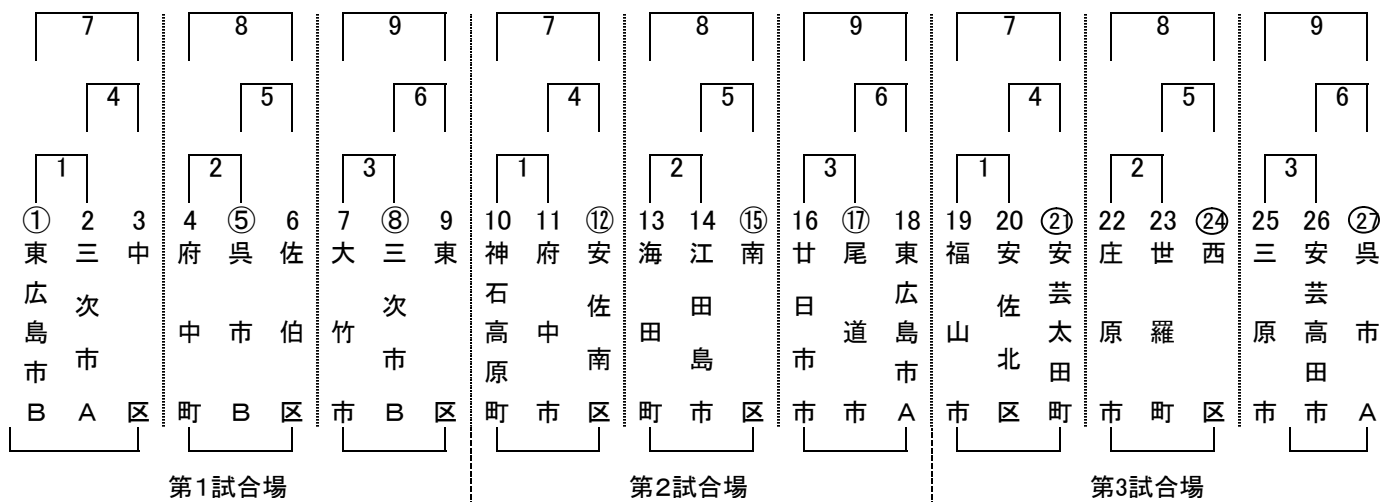 7 8 9 7 8 9 7 8 9
4 5 6 4 5 6 4 5 6
1 2 3 1 2 3 1 2 3
① 2 3 4 ⑤ 6 7 ⑧ 9 10 11 ⑫ 13 14 ⑮ 16 ⑰ 18 19 20 ㉑ 22 23 ㉔ 25 26 ㉗
東広島市B
三次市A
中区
府中町
呉市B
佐伯区
大竹市
三次市B
東区
神石高原町
府中市
安佐南区
海田町
江田島市
南区
廿日市市
尾道市
東広島市A
福山市
安佐北区
安芸太田町
庄原市
世羅町
西区
三原市
安芸高田市
呉市A
第1試合場 第2試合場 第3試合場